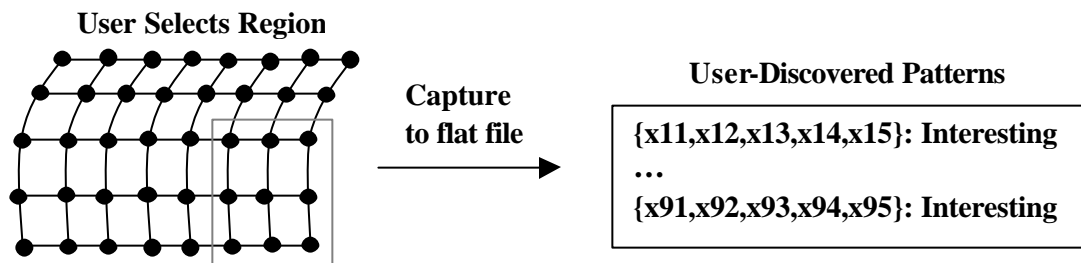 User Selects Region
Capture
to flat file
User-Discovered Patterns
{x11,x12,x13,x14,x15}: Interesting
...
{x91,x92,x93,x94,x95}: Interesting